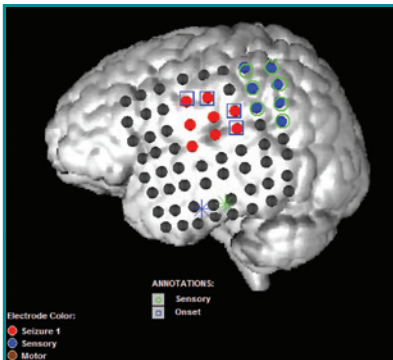 ANNOTATIONS:
Sensory
Onset
Electrode Color:
Seizure 1
Sensory
Motor